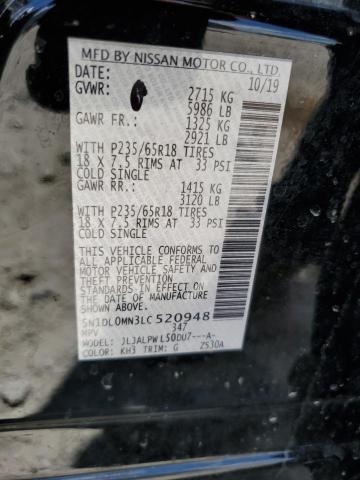 MFD BY NISSAN MOTOR CO., LTD.
DATE: 10/19
GVWR: 2715 KG
5986 LB
GAWR FR.: 1325 KG
2921 LB
WITH P235/65R18 TIRES
18 X 7.5 RIMS AT 33 PSI
COLD SINGLE
GAWR RR.: 1415 KG
3120 LB
WITH P235/65R18 TIRES
18 X 7.5 RIMS AT 33 PSI
COLD SINGLE
THIS VEHICLE CONFORMS TO
ALL APPLICABLE U.S.
FEDERAL MOTOR VEHICLE
SAFETY STANDARDS AND
THEFT PREVENTION
STANDARD IN EFFECT ON
THE DATE OF MANUFACTURE
SHOWN ABOVE.
5N1DL0MN3LC520948
MPV 347
MODEL: JL3ALPWL50DU7---A-
COLOR: KH3 TRIM: G Z530A